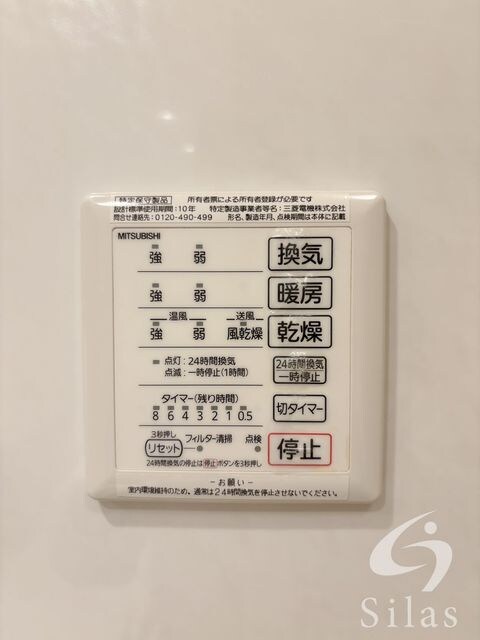 特定保守製品 所有者票による所有者登録が必要です
設計標準使用期間:10年 特定製造事業者等名:三菱電機株式会社
問合せ連絡先:0120-490-499 形名、製造年月、点検期間は本体に記載
MITSUBISHI
強 弱 換気
強 弱 暖房
温風 送風
強 弱 風乾燥 乾燥
点灯:24時間換気
点滅:一時停止(1時間)
24時間換気
一時停止
タイマー(残り時間)
8 6 4 3 2 1 0.5
切タイマー
3秒押し
リセット フィルター清掃 点検 停止
24時間換気の停止は停止ボタンを3秒押し
-お願い-
室内環境維持のため、通常は24時間換気を停止させないでください。
Silas